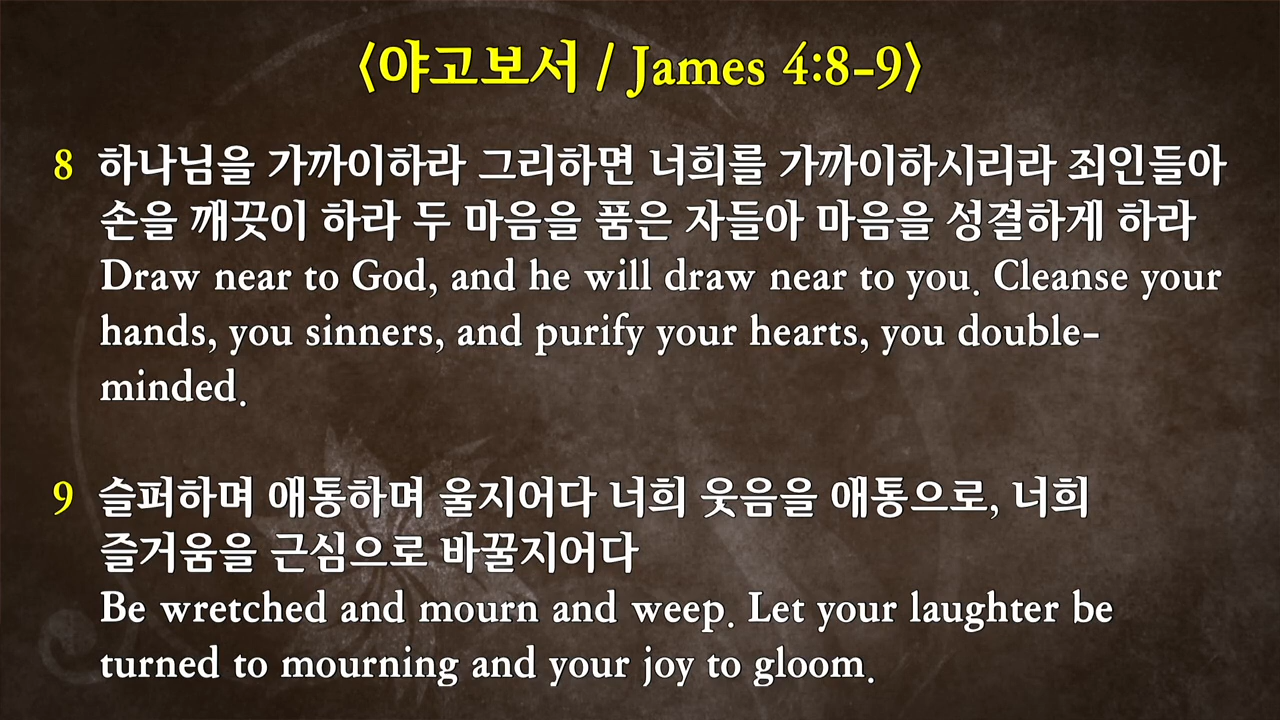 〈야고보서 / James 4:8-9〉
8 하나님을 가까이하라 그리하면 너희를 가까이하시리라 죄인들아
손을 깨끗이 하라 두 마음을 품은 자들아 마음을 성결하게 하라
Draw near to God, and he will draw near to you. Cleanse your
hands, you sinners, and purify your hearts, you double-
minded.
9 슬퍼하며 애통하며 울지어다 너희 웃음을 애통으로, 너희
즐거움을 근심으로 바꿀지어다
Be wretched and mourn and weep. Let your laughter be
turned to mourning and your joy to gloom.